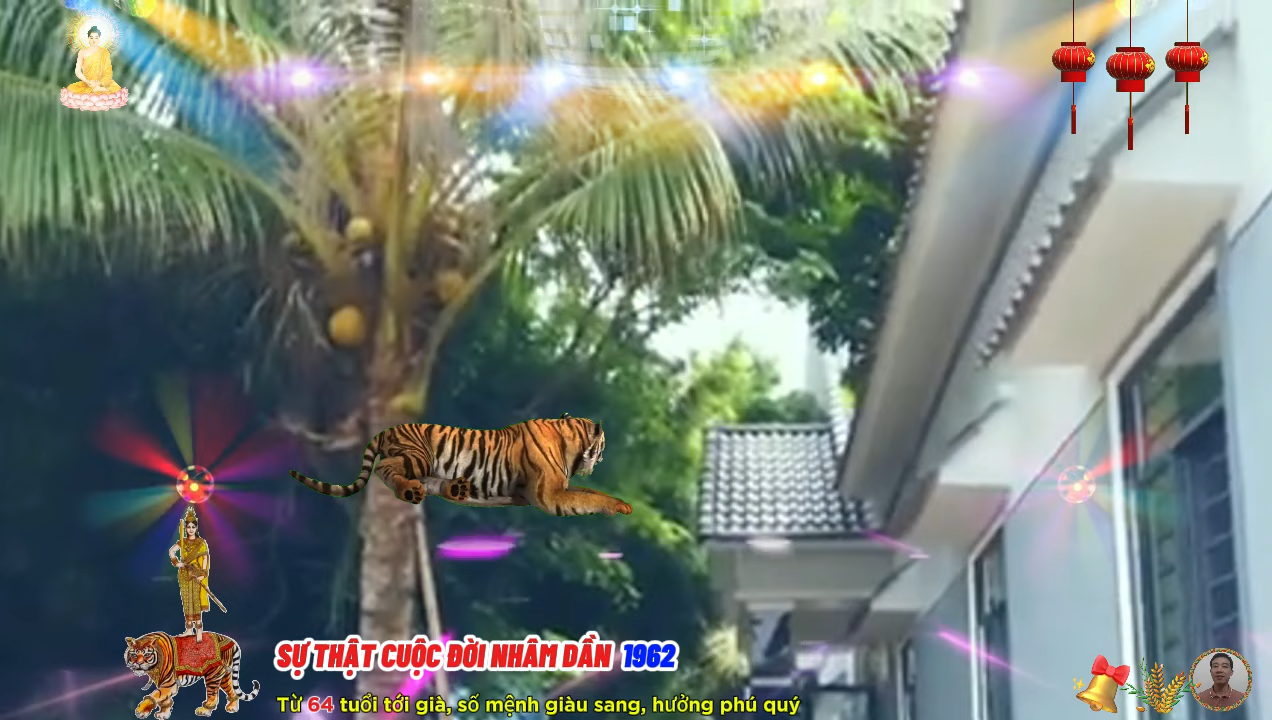 SỰ THẬT CUỘC ĐỜI NHÂM DẦN 1962
Từ 64 tuổi tới già, số mệnh giàu sang, hưởng phú quý